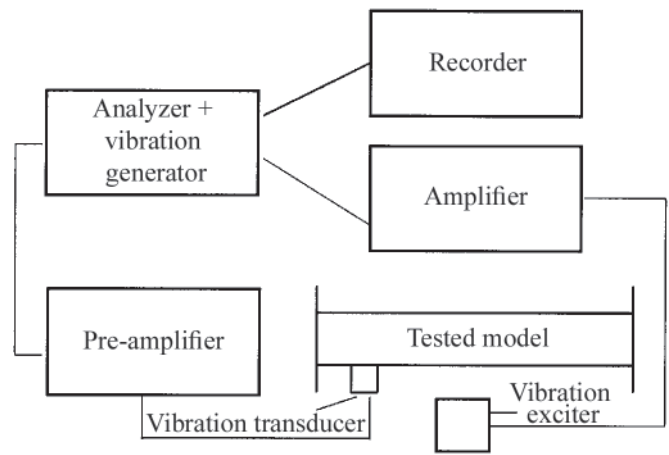 Recorder
Analyzer +
vibration
generator
Amplifier
Pre-amplifier
Tested model
Vibration transducer
Vibration
exciter